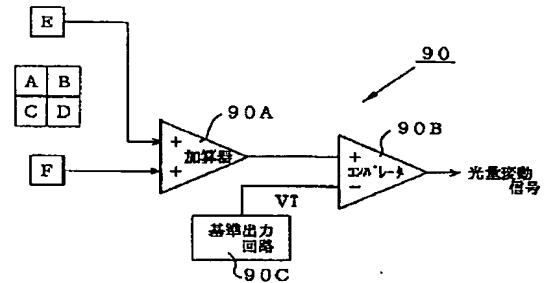 E
90
A B
C D
90A
90B
+
加算器
+
F
+
コンパレータ
−
光量変動
信号
VT
基準出力
回路
90C